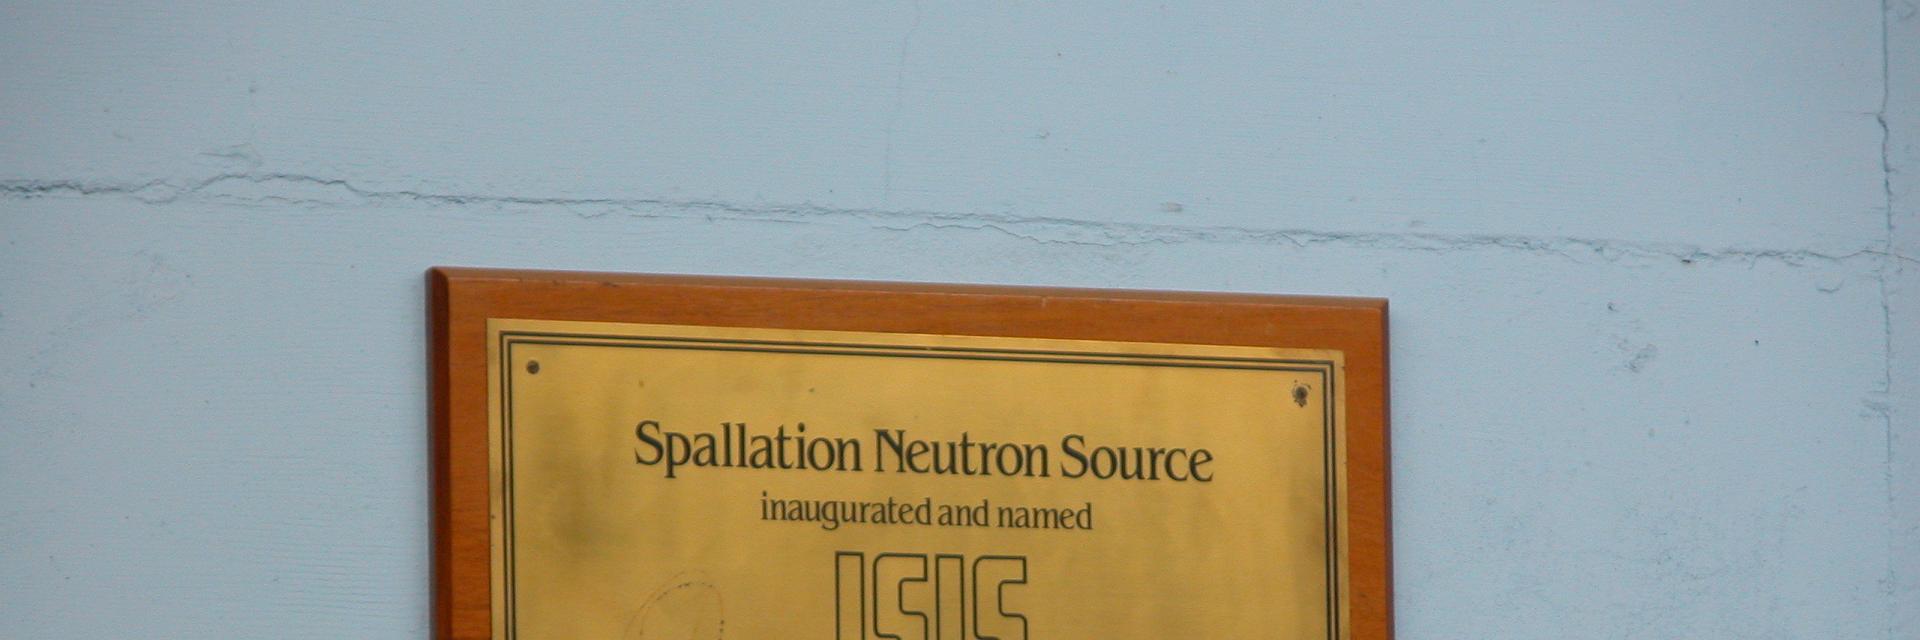 Spallation Neutron Source
inaugurated and named
ISIS